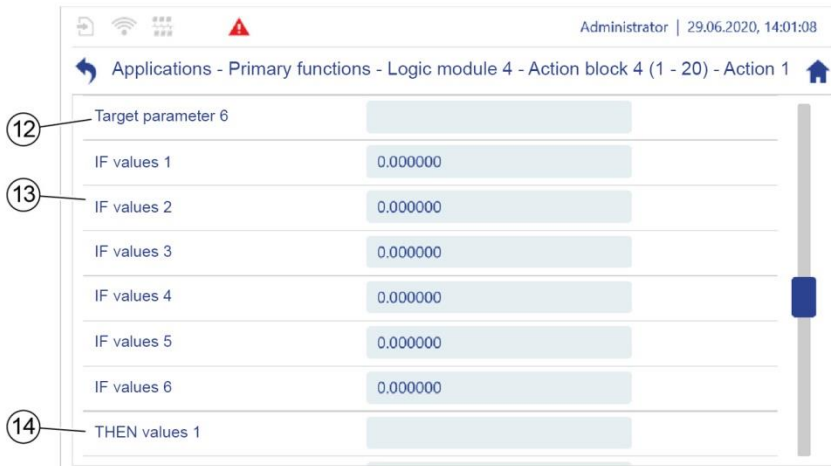 Administrator | 29.06.2020, 14:01:08
Applications - Primary functions - Logic module 4 - Action block 4 (1 - 20) - Action 1
12 Target parameter 6
IF values 1 0.000000
13 IF values 2 0.000000
IF values 3 0.000000
IF values 4 0.000000
IF values 5 0.000000
IF values 6 0.000000
14 THEN values 1